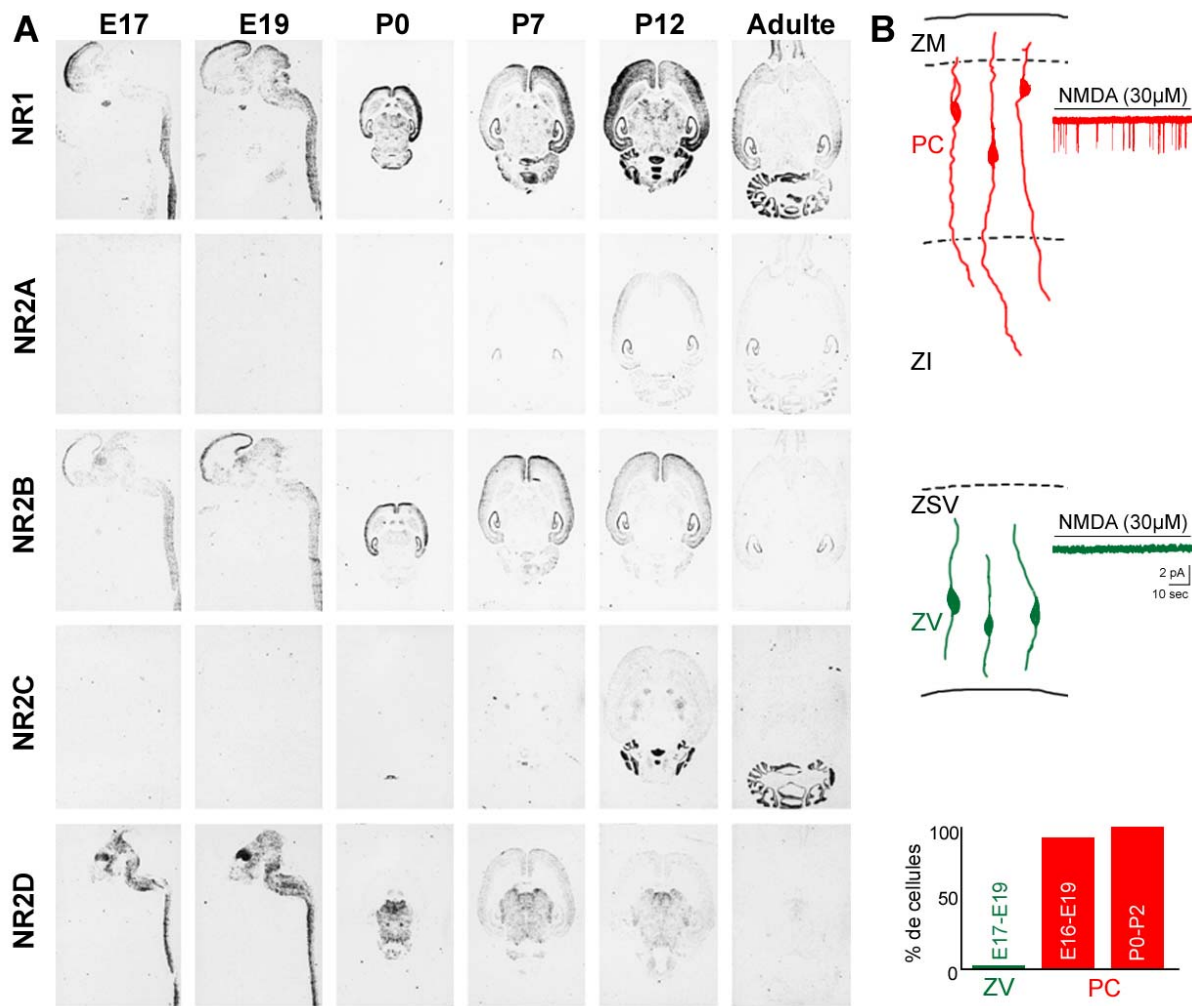 A
E17 E19 P0 P7 P12 Adulte
NR1
NR2A
NR2B
NR2C
NR2D
B
ZM
PC
NMDA (30µM)
ZI
ZSV
NMDA (30µM)
2 pA
10 sec
ZV
% de cellules
100
50
0
E17-E19
E16-E19
P0-P2
ZV PC